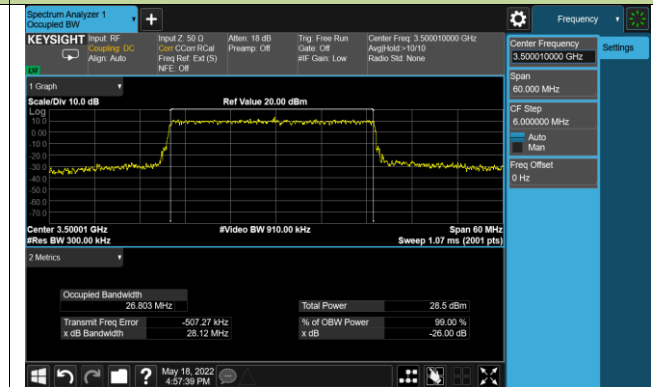 Spectrum Analyzer 1
Occupied BW
+
Frequency
KEYSIGHT
Input: RF
Coupling: DC
Align: Auto
Input Z: 50 Ω
Corr CCorr RCal
Freq Ref: Ext (S)
NFE: Off
Atten: 18 dB
Preamp: Off
Trig: Free Run
Gate: Off
#IF Gain: Low
Center Freq: 3.500010000 GHz
Avg|Hold:>10/10
Radio Std: None
Center Frequency
3.500010000 GHz
Settings
Span
60.000 MHz
CF Step
6.000000 MHz
Auto
Man
Freq Offset
0 Hz
1 Graph
Scale/Div 10.0 dB
Ref Value 20.00 dBm
Log
10.0
0.00
-10.0
-20.0
-30.0
-40.0
-50.0
-60.0
-70.0
Center 3.50001 GHz
#Video BW 910.00 kHz
Span 60 MHz
#Res BW 300.00 kHz
Sweep 1.07 ms (2001 pts)
2 Metrics
Occupied Bandwidth
26.803 MHz
Total Power 28.5 dBm
Transmit Freq Error -507.27 kHz
% of OBW Power 99.00 %
x dB Bandwidth 28.12 MHz
x dB -26.00 dB
?
May 18, 2022
4:57:39 PM